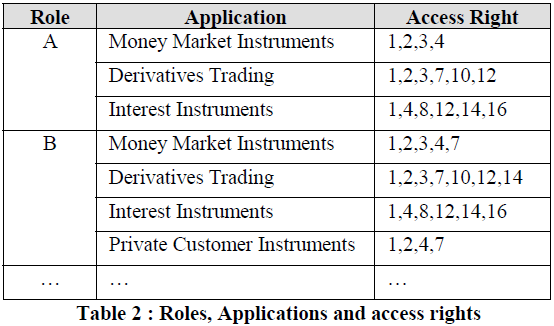 Role Application Access Right
A Money Market Instruments 1,2,3,4
Derivatives Trading 1,2,3,7,10,12
Interest Instruments 1,4,8,12,14,16
B Money Market Instruments 1,2,3,4,7
Derivatives Trading 1,2,3,7,10,12,14
Interest Instruments 1,4,8,12,14,16
Private Customer Instruments 1,2,4,7
… … …
Table 2 : Roles, Applications and access rights